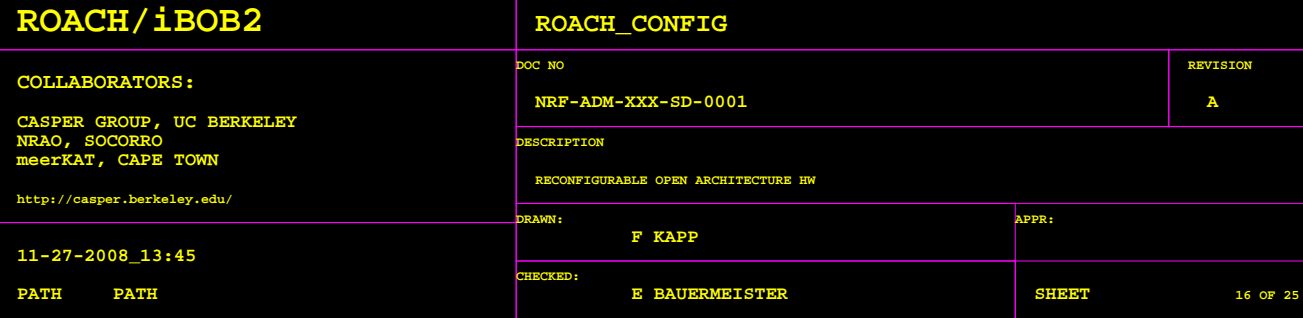 ROACH/iBOB2
COLLABORATORS:
CASPER GROUP, UC BERKELEY
NRAO, SOCORRO
meerKAT, CAPE TOWN
http://casper.berkeley.edu/
11-27-2008_13:45
PATH PATH
ROACH_CONFIG
DOC NO
NRF-ADM-XXX-SD-0001
REVISION
A
DESCRIPTION
RECONFIGURABLE OPEN ARCHITECTURE HW
DRAWN:
F KAPP
APPR:
CHECKED:
E BAUERMEISTER
SHEET 16 OF 25